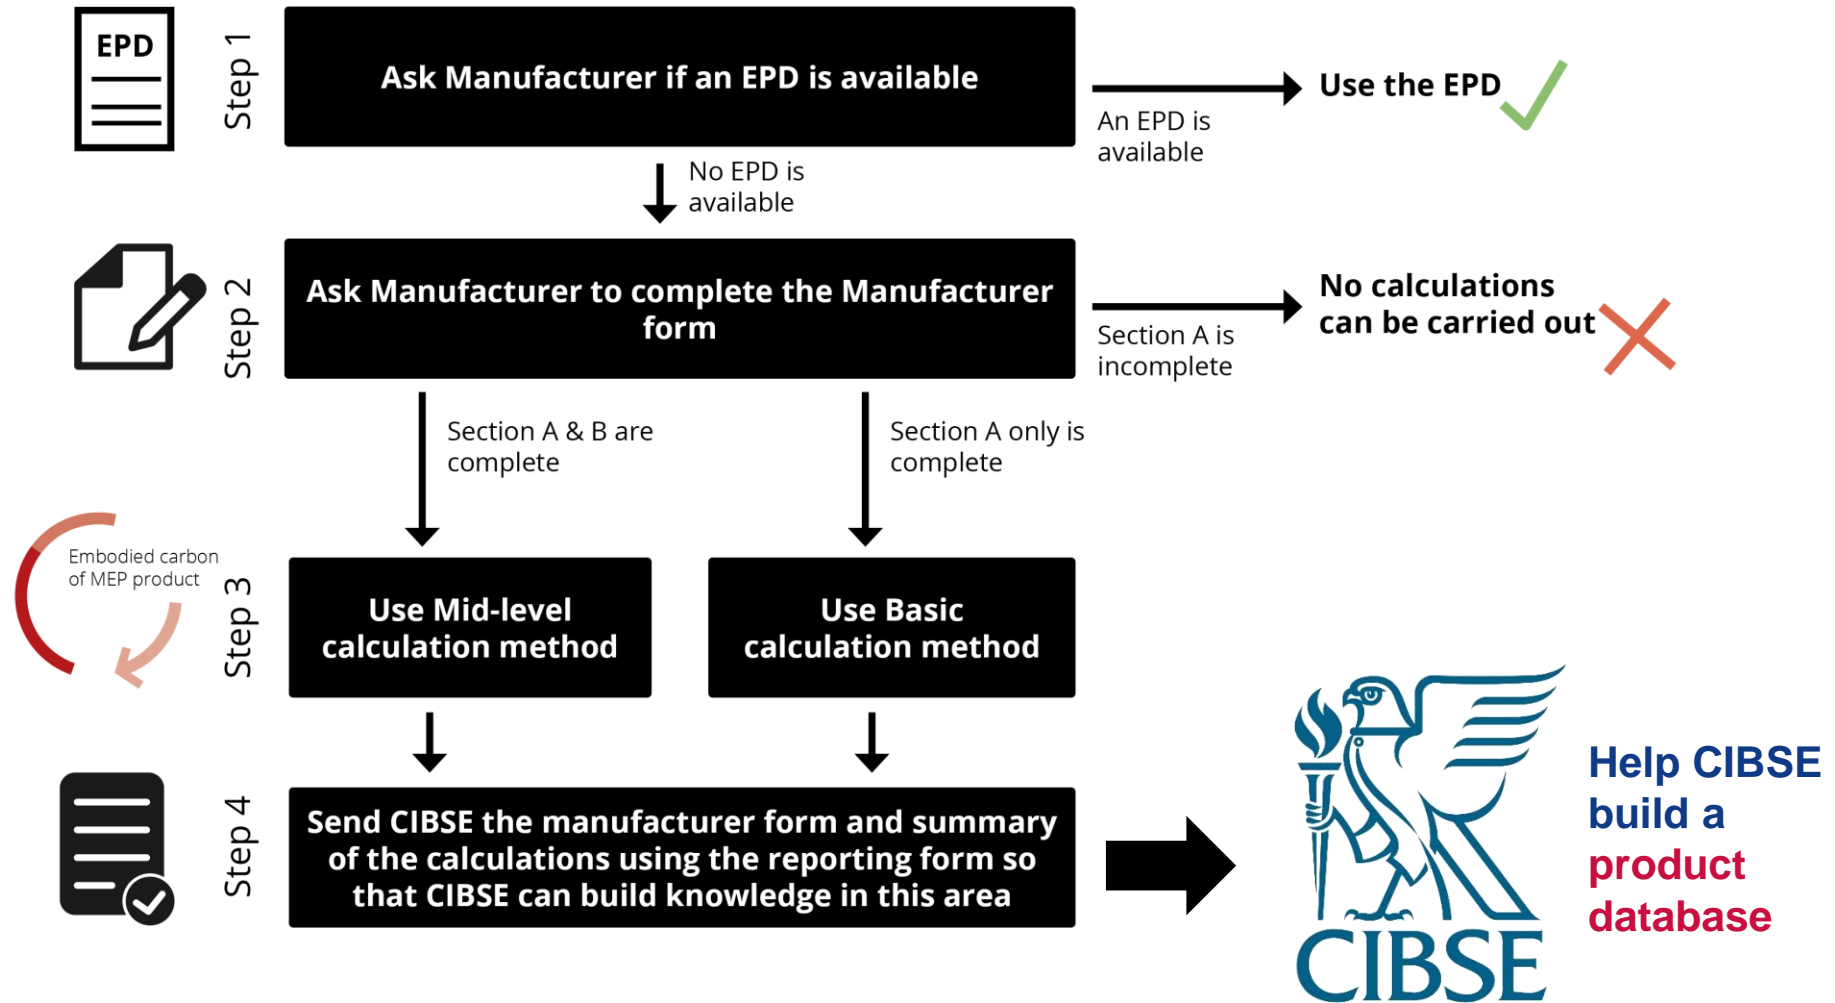 EPD
Step 1
Ask Manufacturer if an EPD is available
An EPD is
available
Use the EPD
No EPD is
available
Step 2
Ask Manufacturer to complete the Manufacturer
form
Section A is
incomplete
No calculations
can be carried out
Section A & B are
complete
Section A only is
complete
Embodied carbon
of MEP product
Step 3
Use Mid-level
calculation method
Use Basic
calculation method
Step 4
Send CIBSE the manufacturer form and summary
of the calculations using the reporting form so
that CIBSE can build knowledge in this area
CIBSE
Help CIBSE
build a
product
database